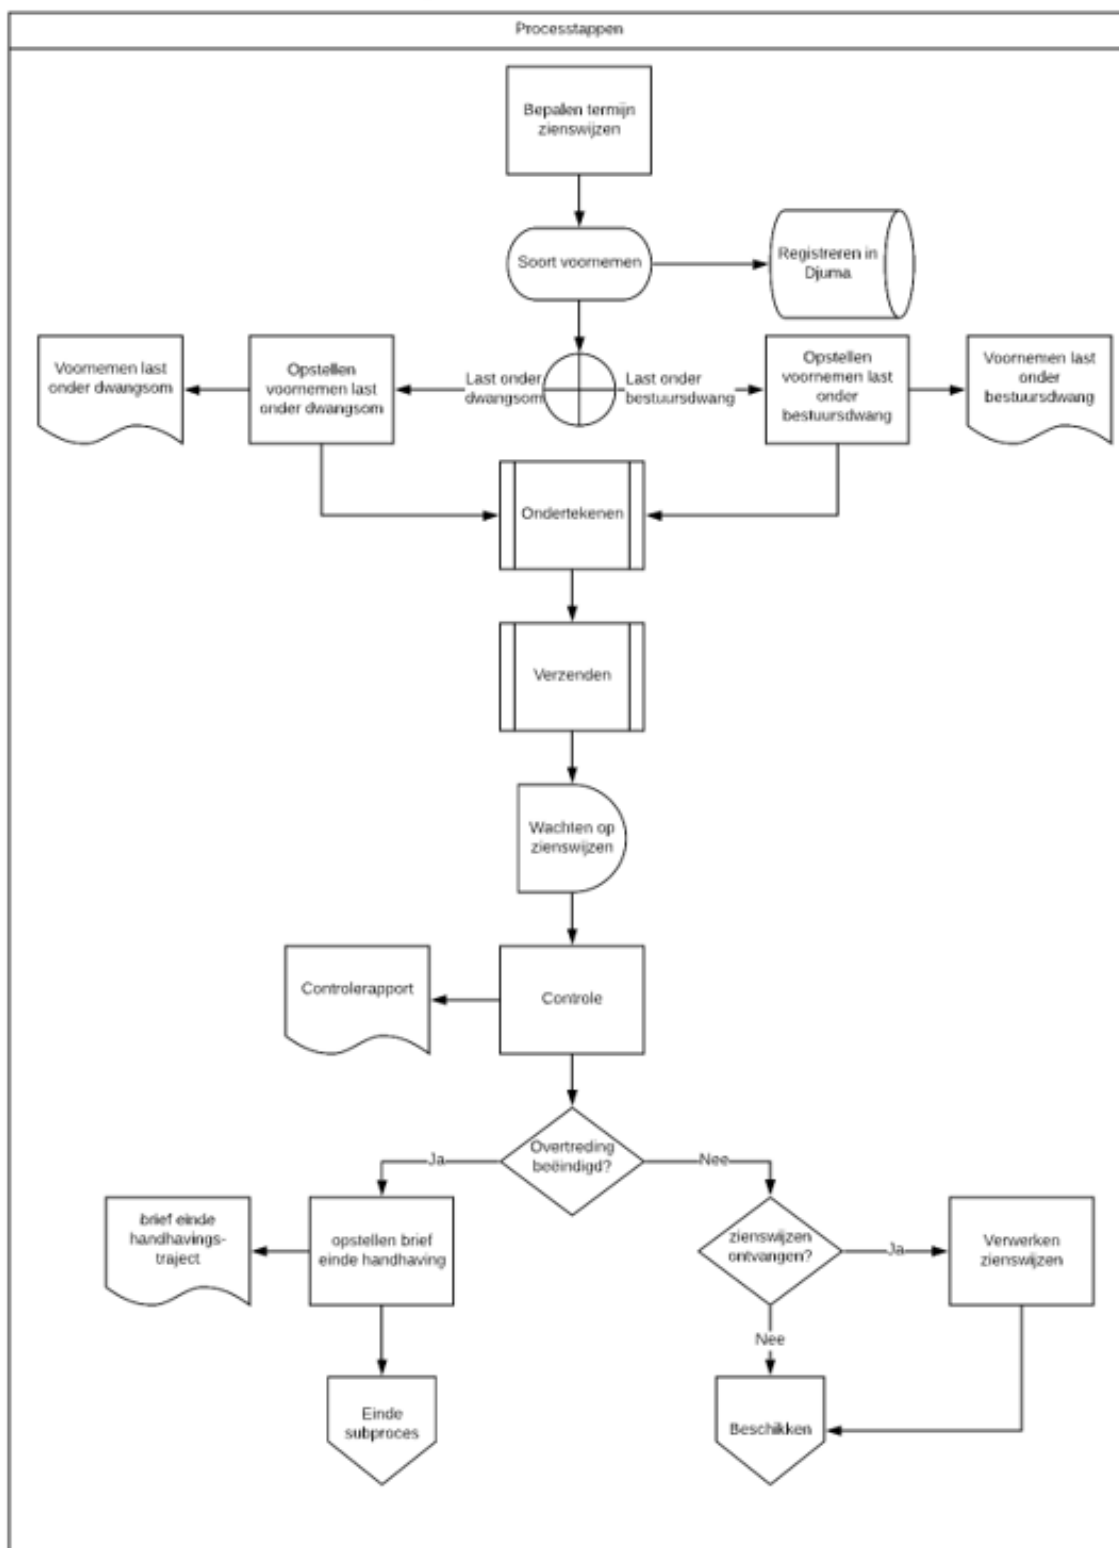 Processtappen
Bepalen termijn
zienswijzen
Soort voornemen
Registreren in
Djuma
Voornemen last
onder dwangsom
Opstellen
voornemen last
onder dwangsom
Last onder
dwangsom
Last onder
bestuursdwang
Opstellen
voornemen last
onder
bestuursdwang
Voornemen last
onder
bestuursdwang
Ondertekenen
Verzenden
Wachten op
zienswijzen
Controlerapport
Controle
Overtreding
beëindigd?
Ja
Nee
brief einde
handhavings-
traject
opstellen brief
einde handhaving
zienswijzen
ontvangen?
Ja
Verwerken
zienswijzen
Nee
Einde
subproces
Beschikken